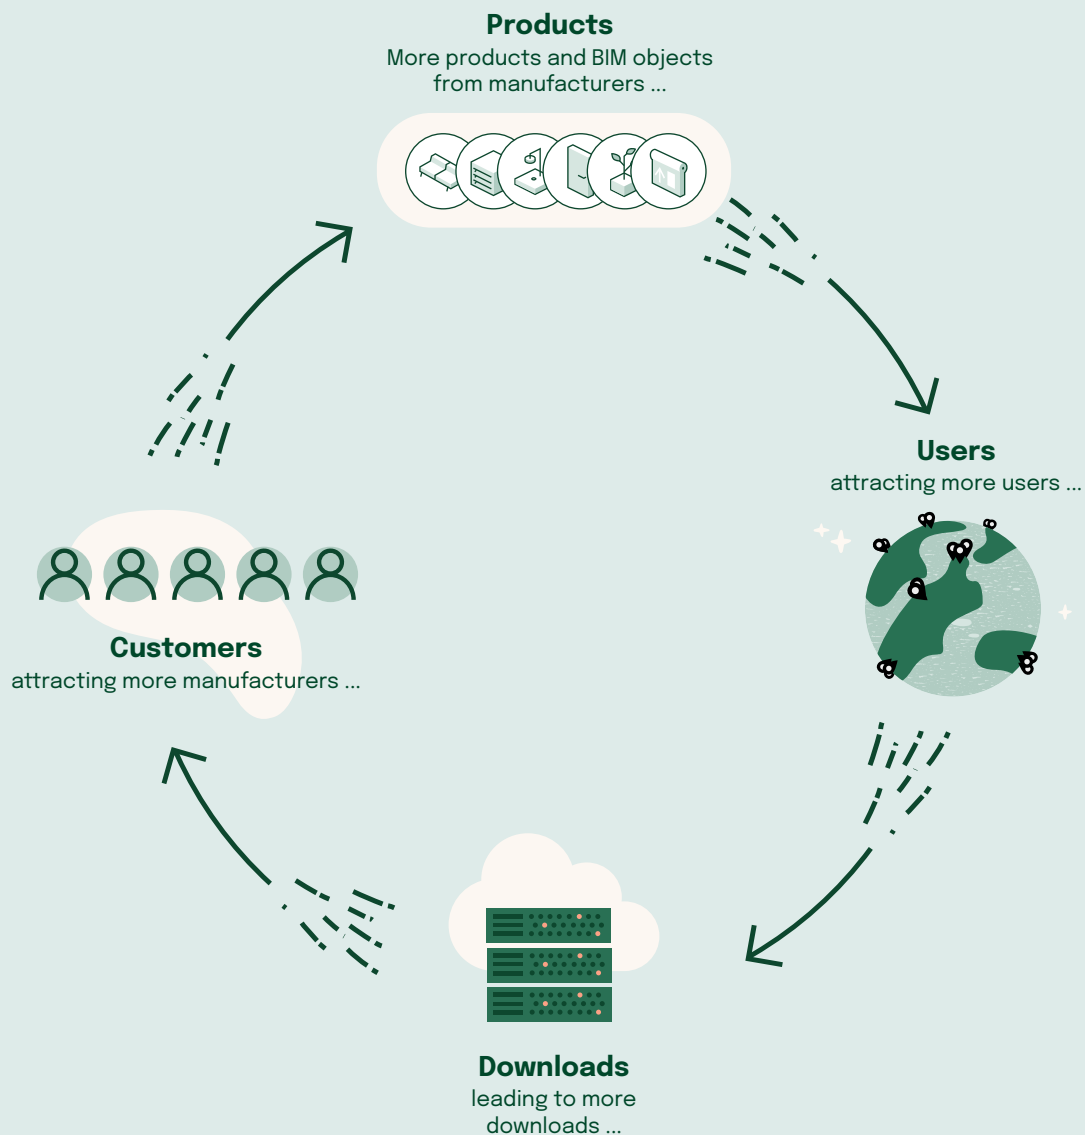 Products
More products and BIM objects
from manufacturers ...
Users
attracting more users ...
Customers
attracting more manufacturers ...
Downloads
leading to more
downloads ...